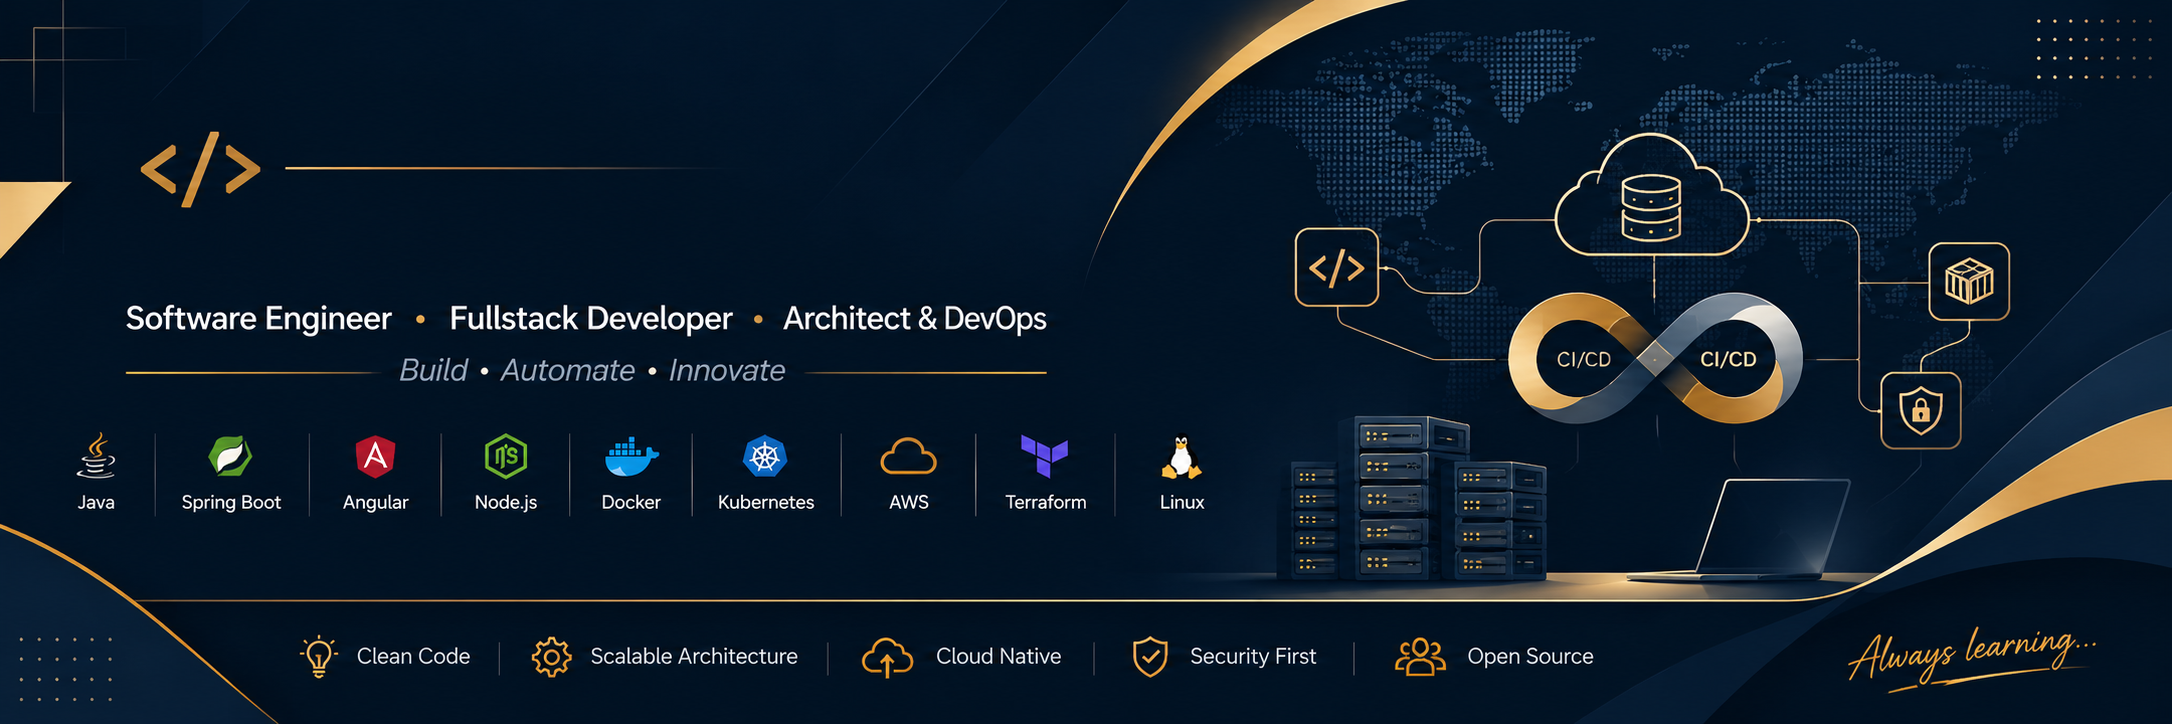 </>
Software Engineer • Fullstack Developer • Architect & DevOps
Build • Automate • Innovate
Java Spring Boot Angular Node.js Docker Kubernetes AWS Terraform Linux
</>
CI/CD CI/CD
Clean Code Scalable Architecture Cloud Native Security First Open Source
Always learning...